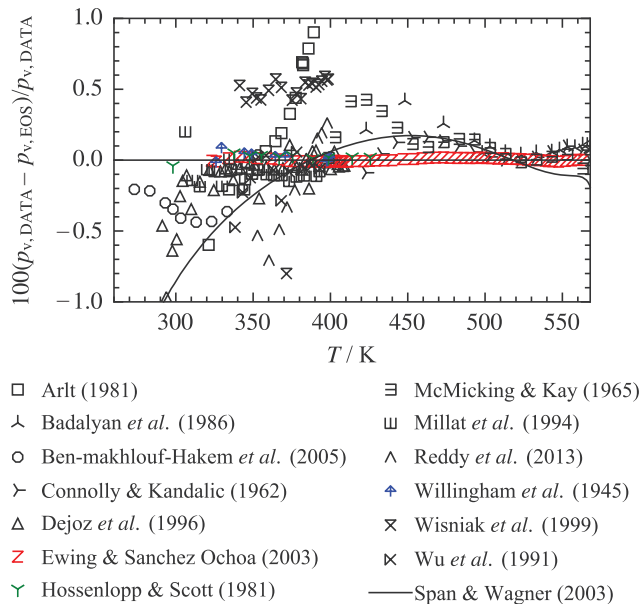 1.0
0.5
0.0
−0.5
−1.0
100(p_v,DATA − p_v,EOS)/p_v,DATA
300 350 400 450 500 550
T / K
Arlt (1981)
Badalyan et al. (1986)
Ben-makhlouf-Hakem et al. (2005)
Connolly & Kandalic (1962)
Dejoz et al. (1996)
Ewing & Sanchez Ochoa (2003)
Hossenlopp & Scott (1981)
McMicking & Kay (1965)
Millat et al. (1994)
Reddy et al. (2013)
Willingham et al. (1945)
Wisniak et al. (1999)
Wu et al. (1991)
Span & Wagner (2003)